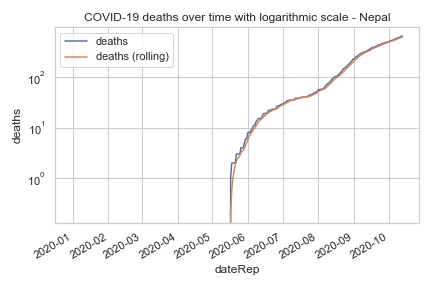 COVID-19 deaths over time with logarithmic scale - Nepal
deaths
deaths (rolling)
10²
10¹
10⁰
deaths
2020-01
2020-02
2020-03
2020-04
2020-05
2020-06
2020-07
2020-08
2020-09
2020-10
dateRep